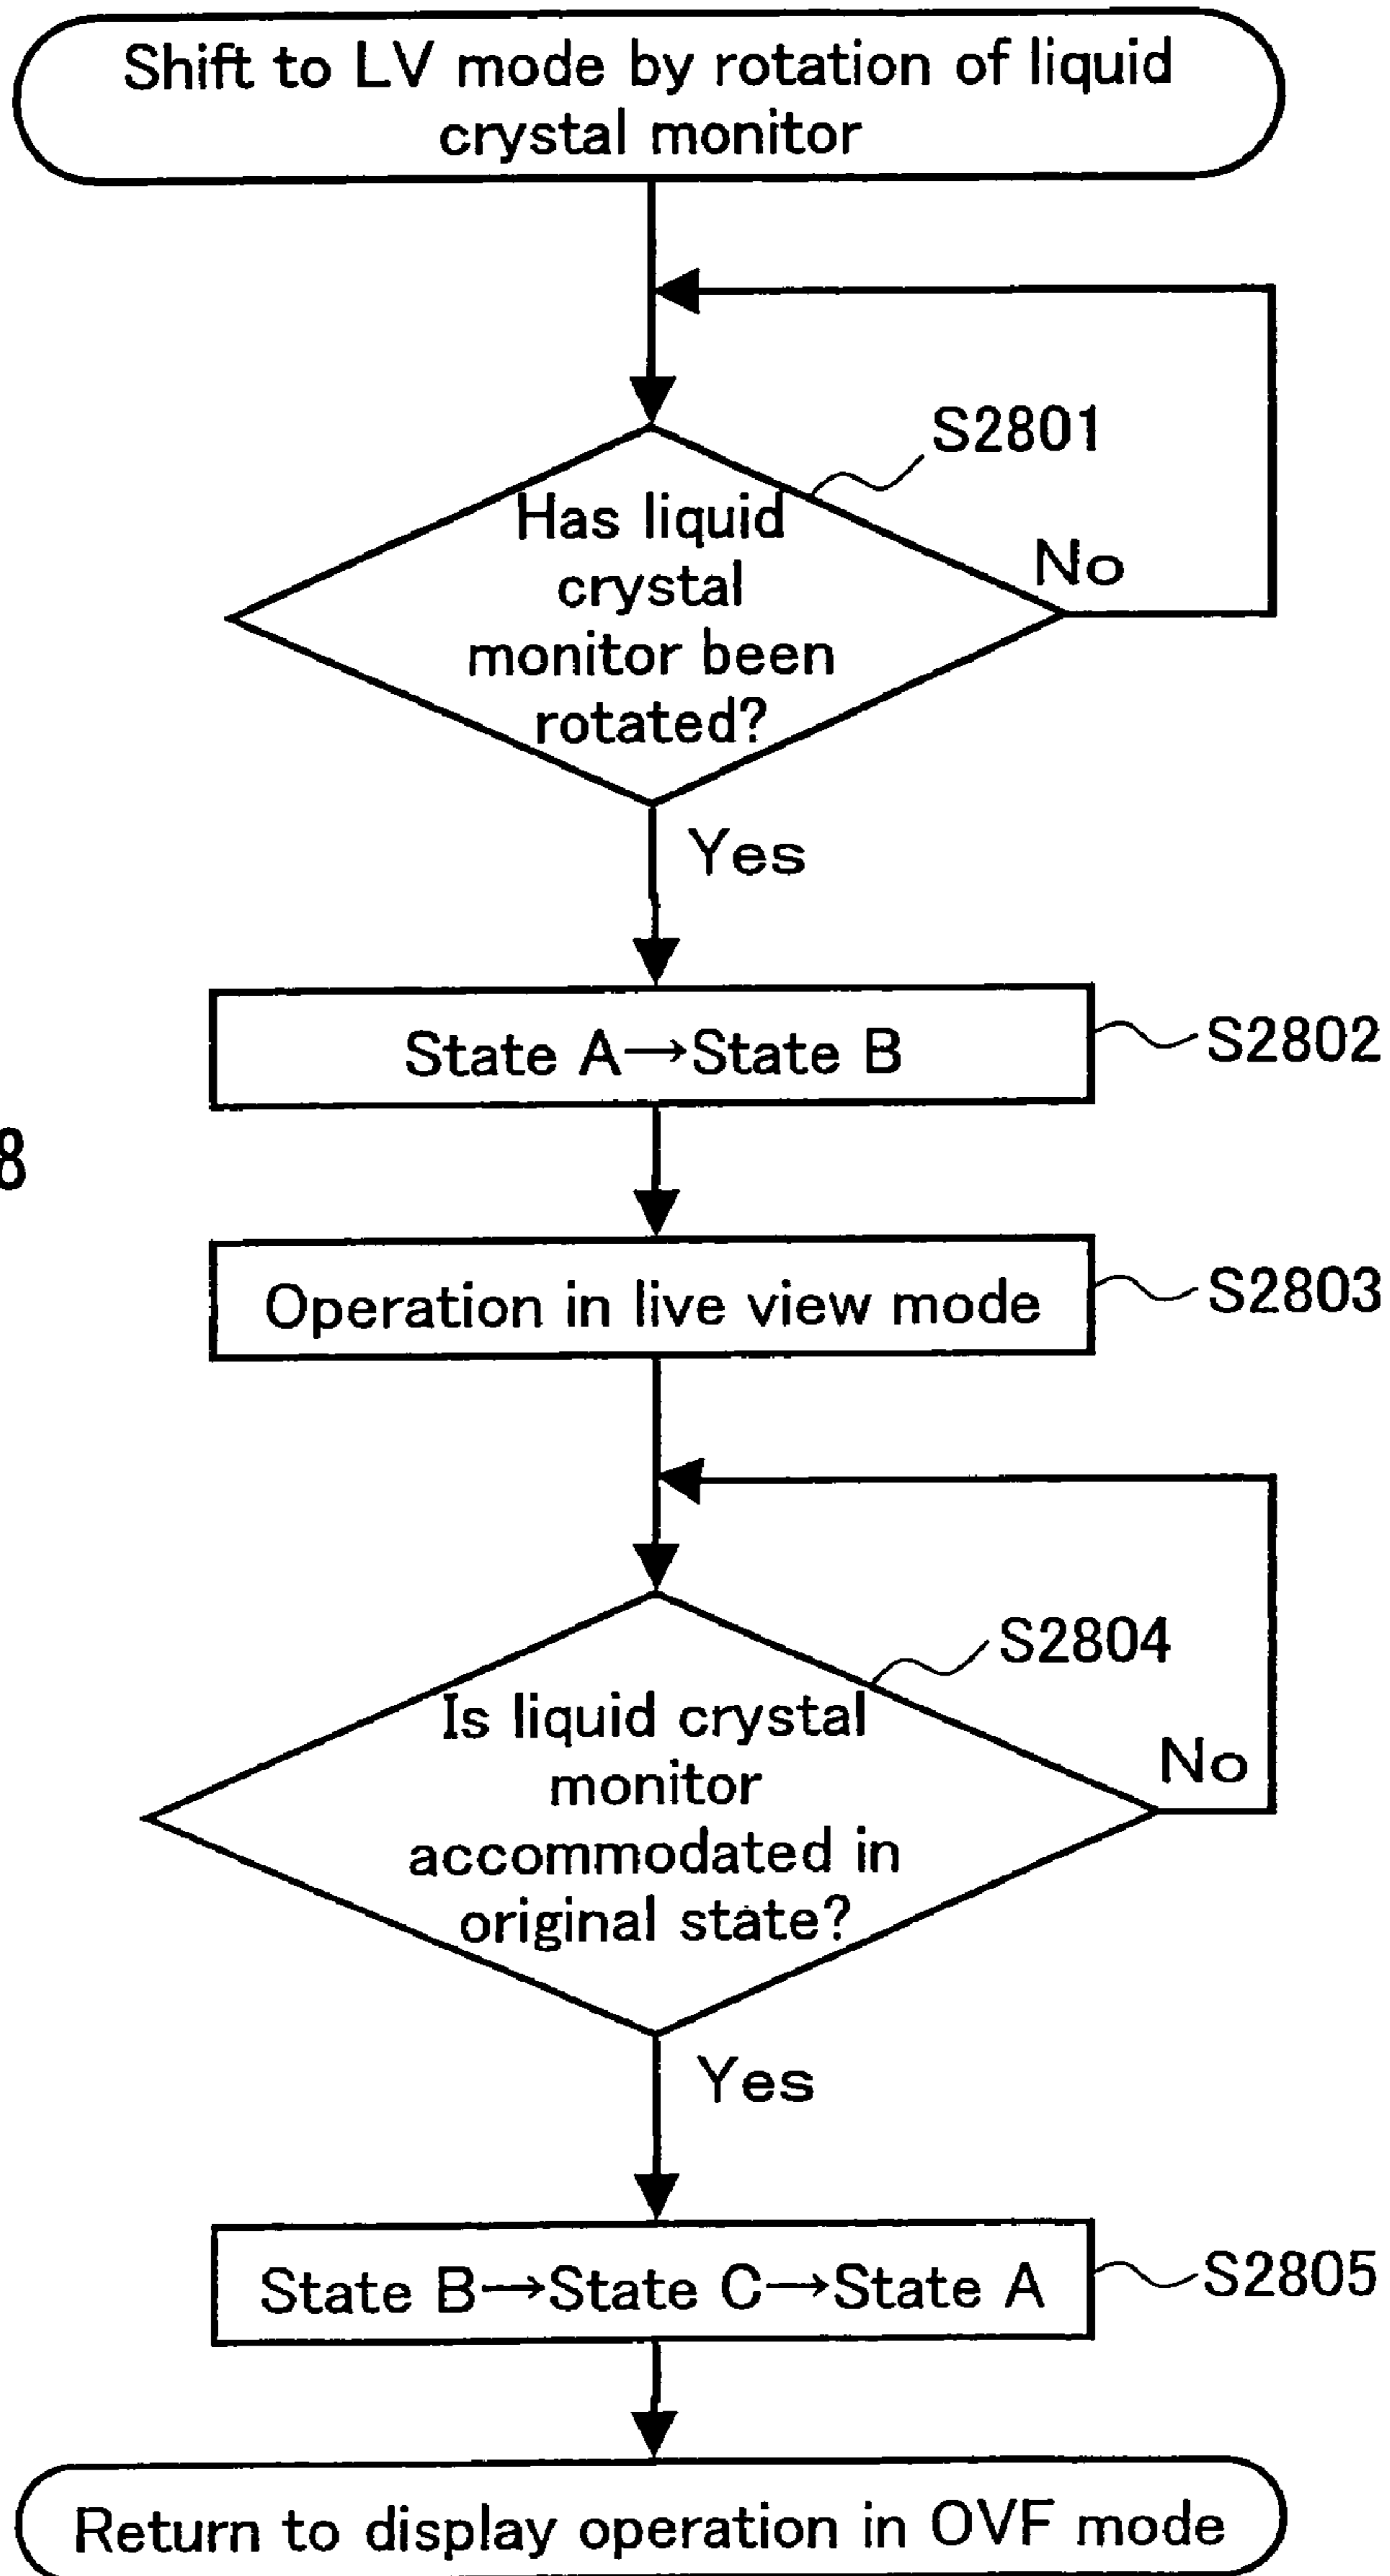 Shift to LV mode by rotation of liquid
crystal monitor
S2801
Has liquid
crystal
monitor been
rotated?
No
Yes
State A→State B
S2802
8
Operation in live view mode
S2803
S2804
Is liquid crystal
monitor
accommodated in
original state?
No
Yes
State B→State C→State A
S2805
Return to display operation in OVF mode